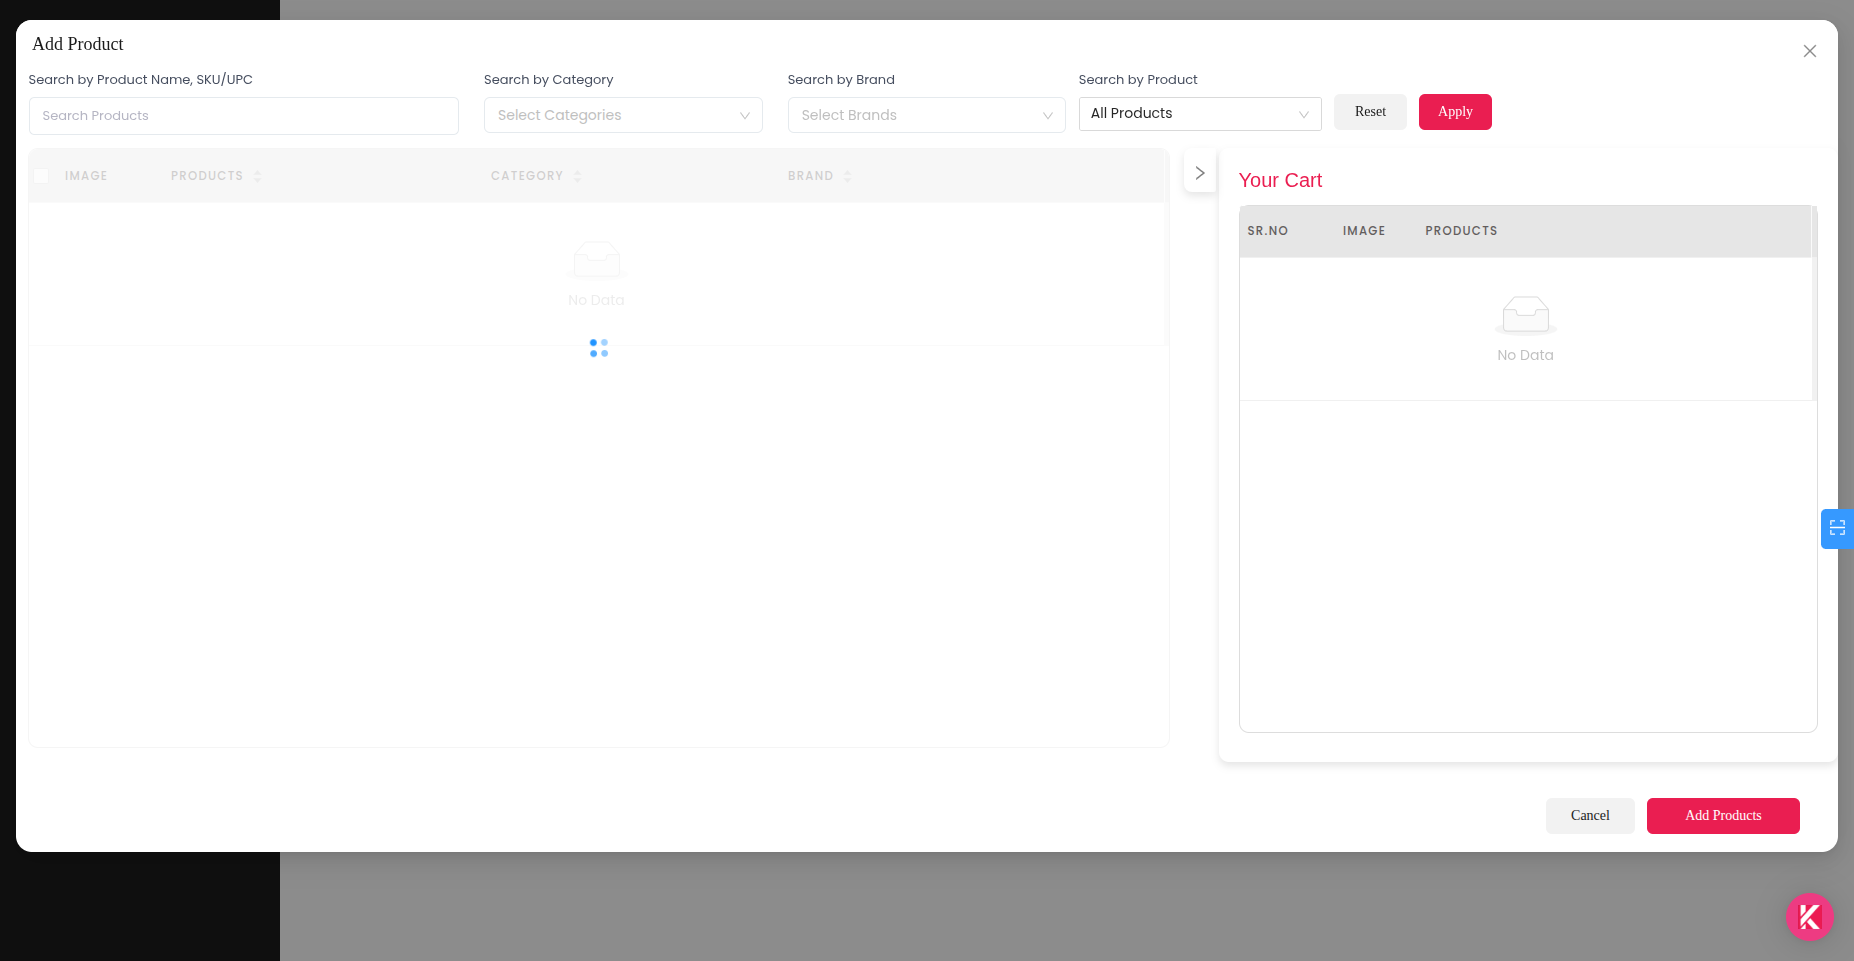 Add Product
Search by Product Name, SKU/UPC
Search by Category
Search by Brand
Search by Product
Search Products
Select Categories
Select Brands
All Products
Reset
Apply
IMAGE
PRODUCTS
CATEGORY
BRAND
No Data
Your Cart
SR.NO
IMAGE
PRODUCTS
No Data
Cancel
Add Products